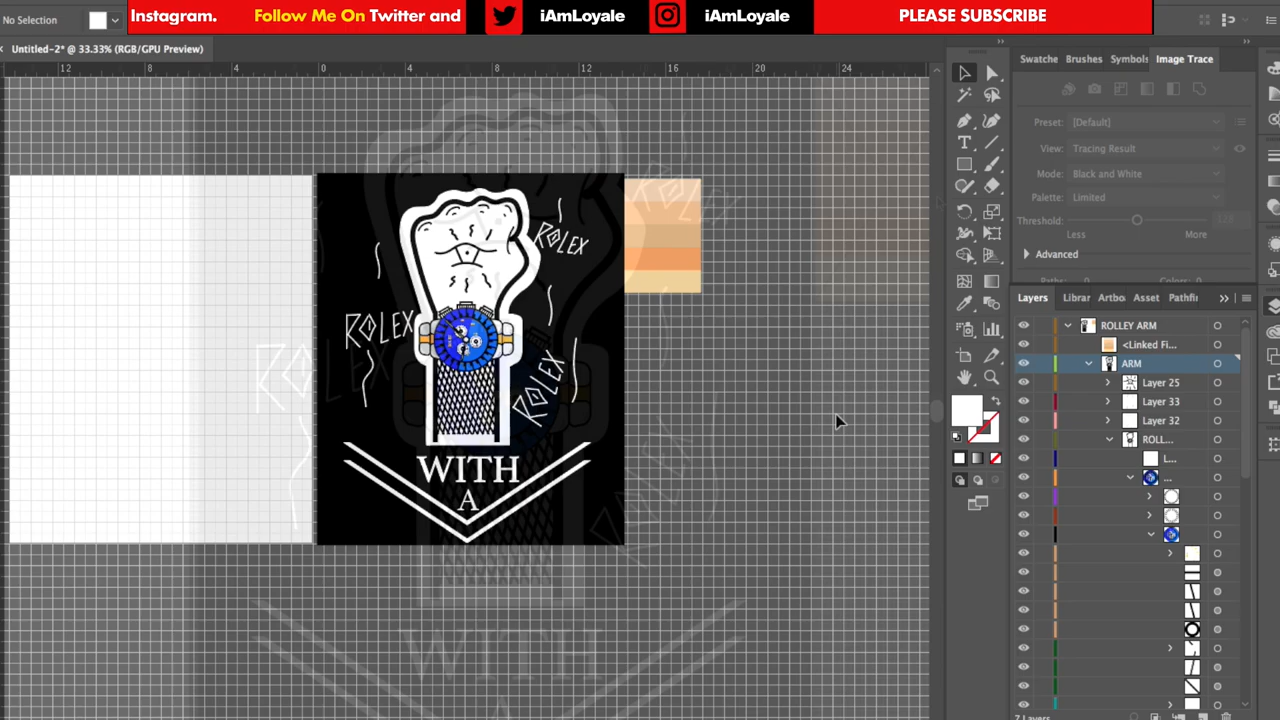 Instagram. Follow Me On Twitter and iAmLoyale iAmLoyale PLEASE SUBSCRIBE
No Selection
Untitled-2* @ 33.33% (RGB/GPU Preview)
12 8 4 0 4 8 12 16 20 24
Swatche Brushes Symbols Image Trace
Preset: [Default]
View: Tracing Result
Mode: Black and White
Palette: Limited
Threshold: 128
Less More
Advanced
Layers Librar Artbo Asset Pathfi
ROLLEY ARM
<Linked Fi...
ARM
Layer 25
Layer 33
Layer 32
ROLL...
L...
...
ROLEX
ROLEX
ROLEX
WITH
A
WITH